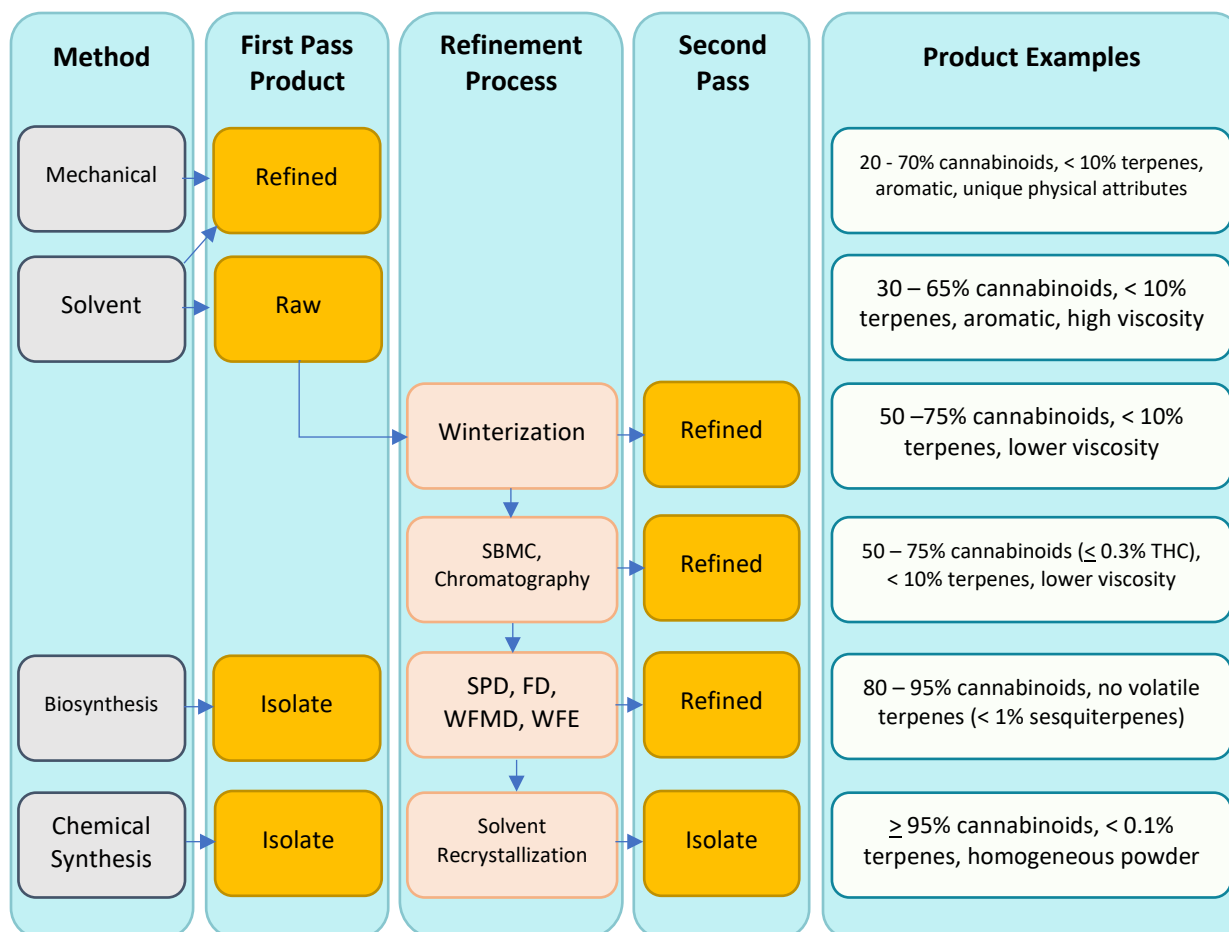 Method
First Pass
Product
Refinement
Process
Second
Pass
Product Examples
Mechanical
Refined
20 - 70% cannabinoids, < 10% terpenes,
aromatic, unique physical attributes
Solvent
Raw
30 – 65% cannabinoids, < 10%
terpenes, aromatic, high viscosity
Winterization
Refined
50 –75% cannabinoids, < 10%
terpenes, lower viscosity
SBMC,
Chromatography
Refined
50 – 75% cannabinoids (≤ 0.3% THC),
< 10% terpenes, lower viscosity
Biosynthesis
Isolate
SPD, FD,
WFMD, WFE
Refined
80 – 95% cannabinoids, no volatile
terpenes (< 1% sesquiterpenes)
Chemical
Synthesis
Isolate
Solvent
Recrystallization
Isolate
≥ 95% cannabinoids, < 0.1%
terpenes, homogeneous powder